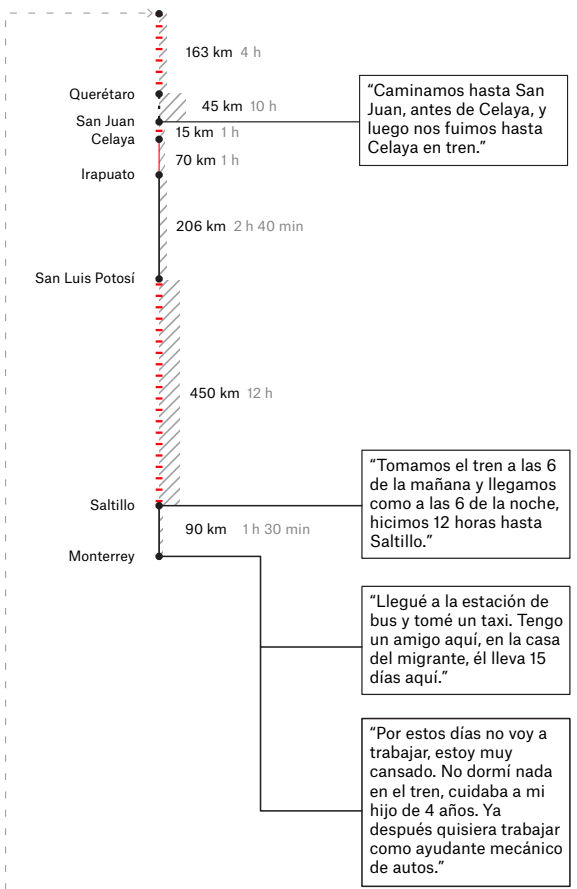 163 km 4 h
Querétaro
45 km 10 h
San Juan
Celaya
15 km 1 h
70 km 1 h
Irapuato
206 km 2 h 40 min
San Luis Potosí
450 km 12 h
Saltillo
90 km 1 h 30 min
Monterrey
“Caminamos hasta San
Juan, antes de Celaya, y
luego nos fuimos hasta
Celaya en tren.”
“Tomamos el tren a las 6
de la mañana y llegamos
como a las 6 de la noche,
hicimos 12 horas hasta
Saltillo.”
“Llegué a la estación de
bus y tomé un taxi. Tengo
un amigo aquí, en la casa
del migrante, él lleva 15
días aquí.”
“Por estos días no voy a
trabajar, estoy muy
cansado. No dormí nada
en el tren, cuidaba a mi
hijo de 4 años. Ya
después quisiera trabajar
como ayudante mecánico
de autos.”